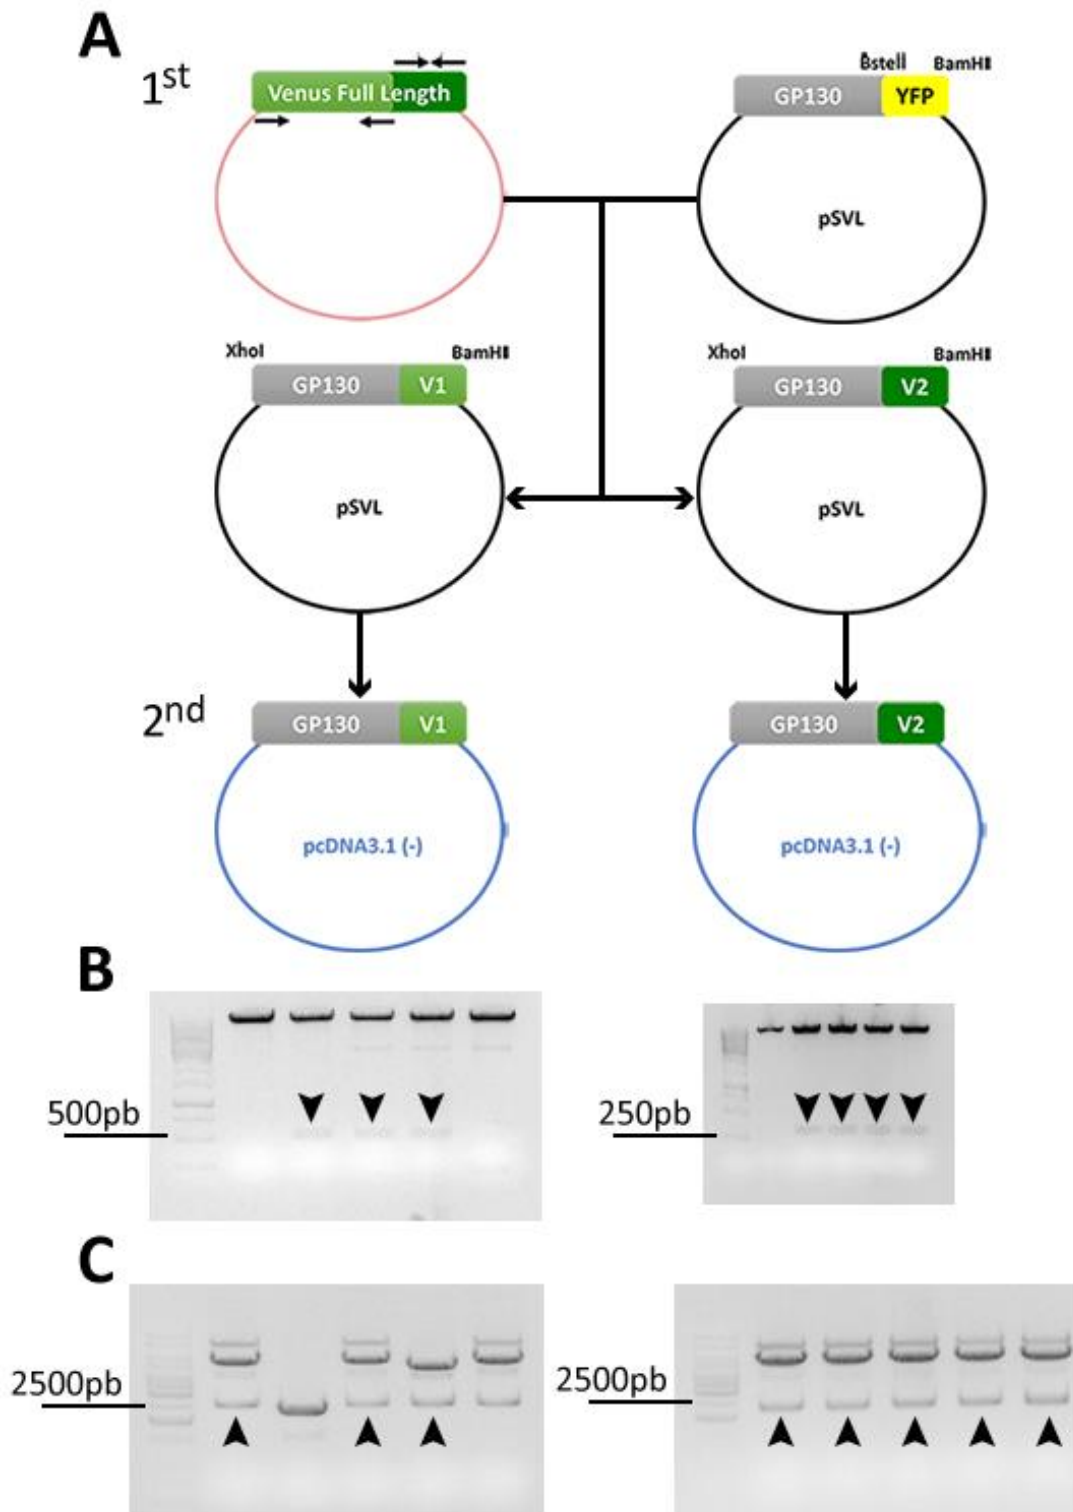 A
1st
Venus Full Length
BsteII BamHI
GP130 YFP
pSVL
XhoI BamHI
GP130 V1
pSVL
XhoI BamHI
GP130 V2
pSVL
2nd
GP130 V1
pcDNA3.1 (-)
GP130 V2
pcDNA3.1 (-)
B
500pb
250pb
C
2500pb
2500pb